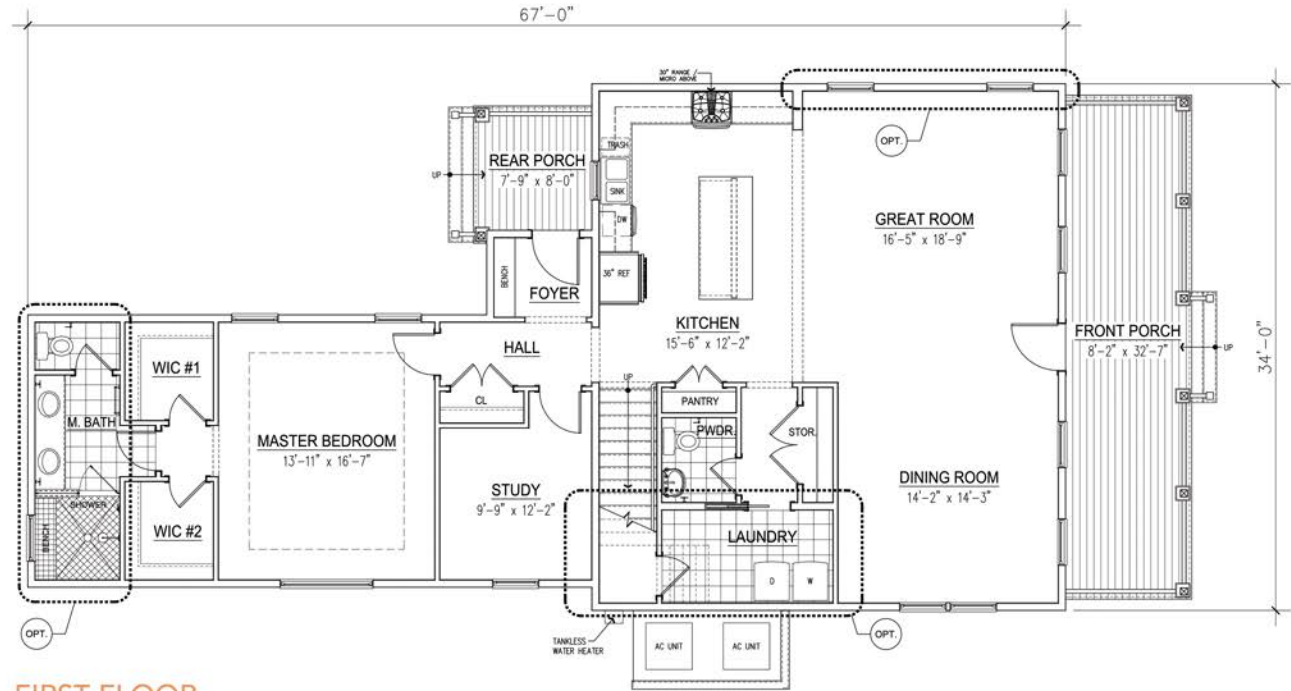 67'-0"
30" RANGE /
MICRO ABOVE
OPT.
TRASH
REAR PORCH
7'-9" x 8'-0"
UP
SINK
DW
GREAT ROOM
16'-5" x 18'-9"
BENCH
36" REF
FOYER
KITCHEN
15'-6" x 12'-2"
FRONT PORCH
8'-2" x 32'-7"
UP
34'-0"
HALL
WIC #1
UP
CL
PANTRY
M. BATH
PWDR.
STOR.
MASTER BEDROOM
13'-11" x 16'-7"
DINING ROOM
14'-2" x 14'-3"
STUDY
9'-9" x 12'-2"
SHOWER
BENCH
WIC #2
LAUNDRY
D
W
OPT.
TANKLESS
WATER HEATER
AC UNIT
AC UNIT
OPT.
FIRST FLOOR